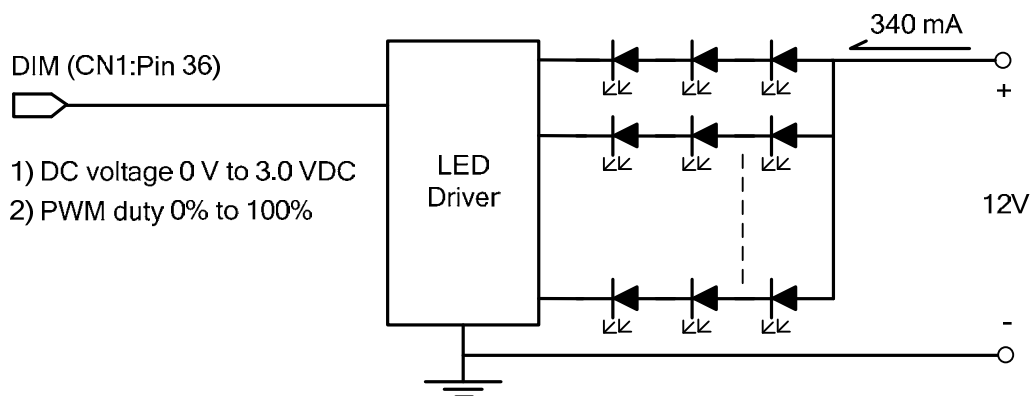 340 mA
DIM (CN1:Pin 36)
+
1) DC voltage 0 V to 3.0 VDC
2) PWM duty 0% to 100%
LED
Driver
12V
-